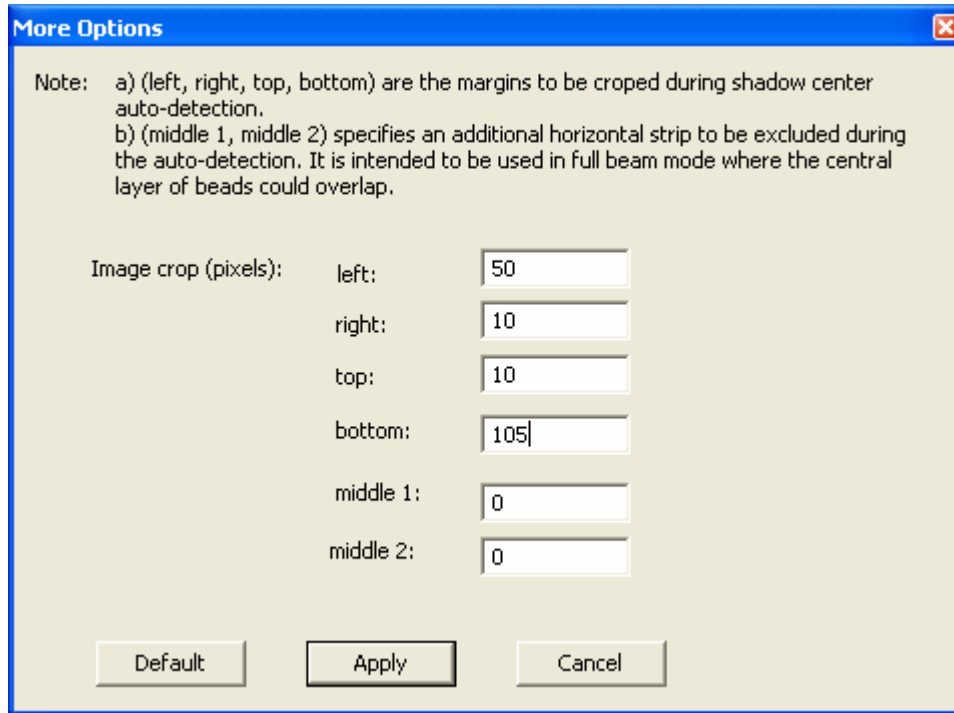 More Options
Note: a) (left, right, top, bottom) are the margins to be croped during shadow center
auto-detection.
b) (middle 1, middle 2) specifies an additional horizontal strip to be excluded during
the auto-detection. It is intended to be used in full beam mode where the central
layer of beads could overlap.
Image crop (pixels): left: 50
right: 10
top: 10
bottom: 105
middle 1: 0
middle 2: 0
Default Apply Cancel